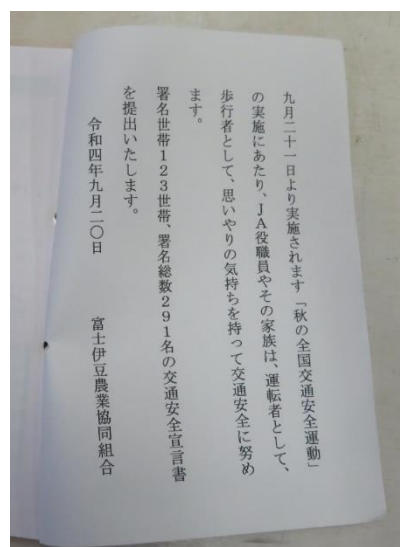 九月二十一日より実施されます「秋の全国交通安全運動」
の実施にあたり、JA役職員やその家族は、運転者として、
歩行者として、思いやりの気持ちを持って交通安全に努め
ます。
署名世帯123世帯、署名総数291名の交通安全宣言書
を提出いたします。
令和四年九月二〇日
富士伊豆農業協同組合